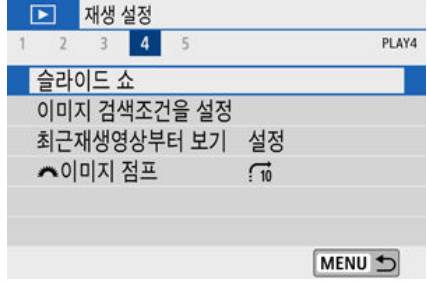 재생 설정
1 2 3 4 5 PLAY4
슬라이드 쇼
이미지 검색조건을 설정
최근재생영상부터 보기 설정
이미지 점프 10
MENU